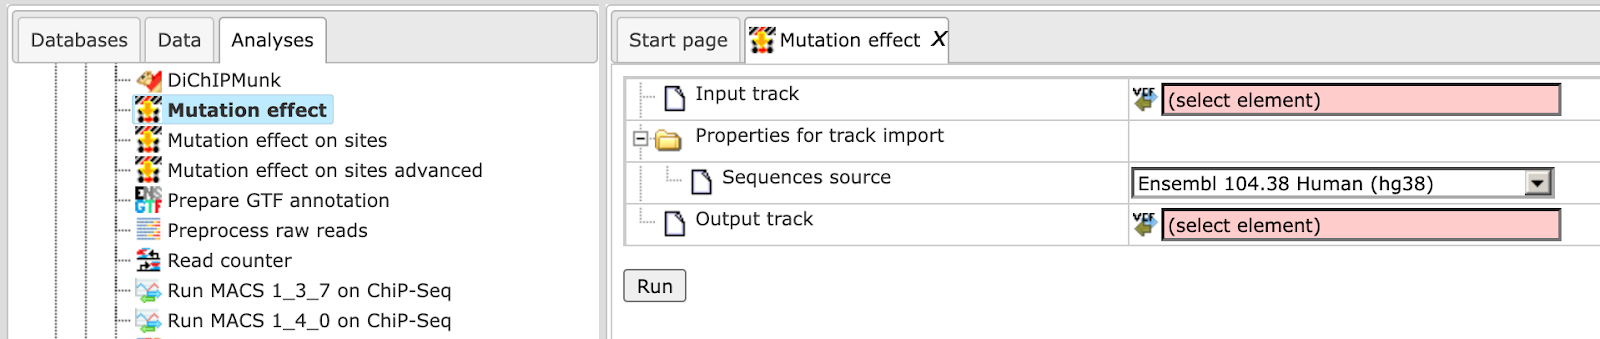 Databases
Data
Analyses
DiChIPMunk
Mutation effect
Mutation effect on sites
Mutation effect on sites advanced
Prepare GTF annotation
Preprocess raw reads
Read counter
Run MACS 1_3_7 on ChiP-Seq
Run MACS 1_4_0 on ChiP-Seq
Start page
Mutation effect X
Input track
VCF (select element)
Properties for track import
Sequences source
Ensembl 104.38 Human (hg38)
Output track
VCF (select element)
Run